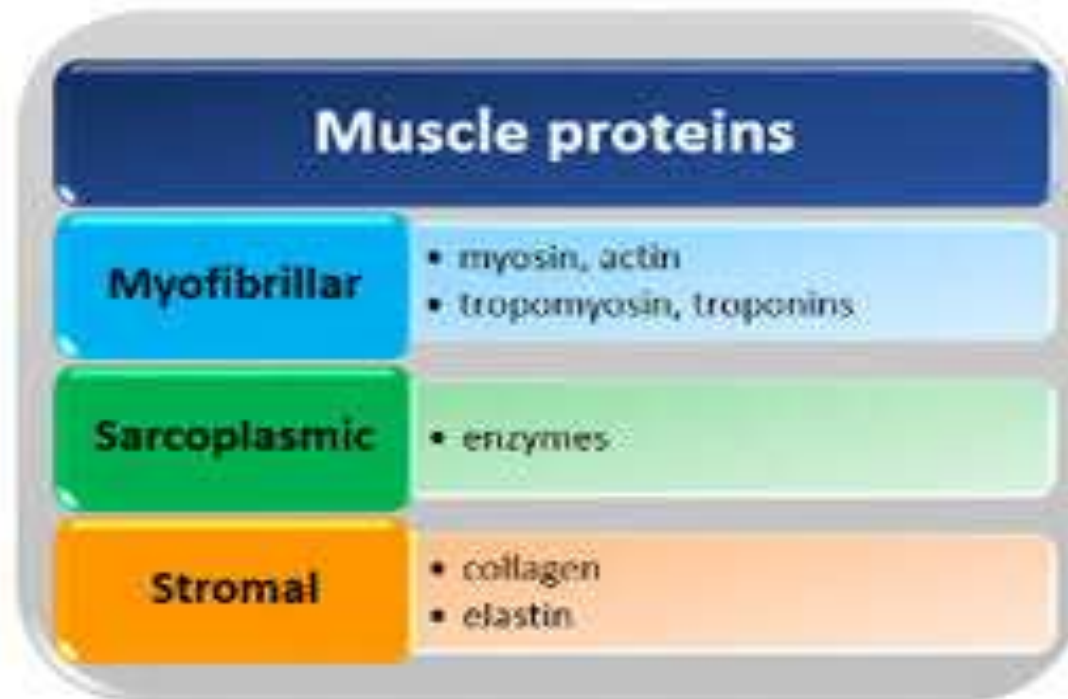 Muscle proteins
Myofibrillar
• myosin, actin
• tropomyosin, troponins
Sarcoplasmic
• enzymes
Stromal
• collagen
• elastin